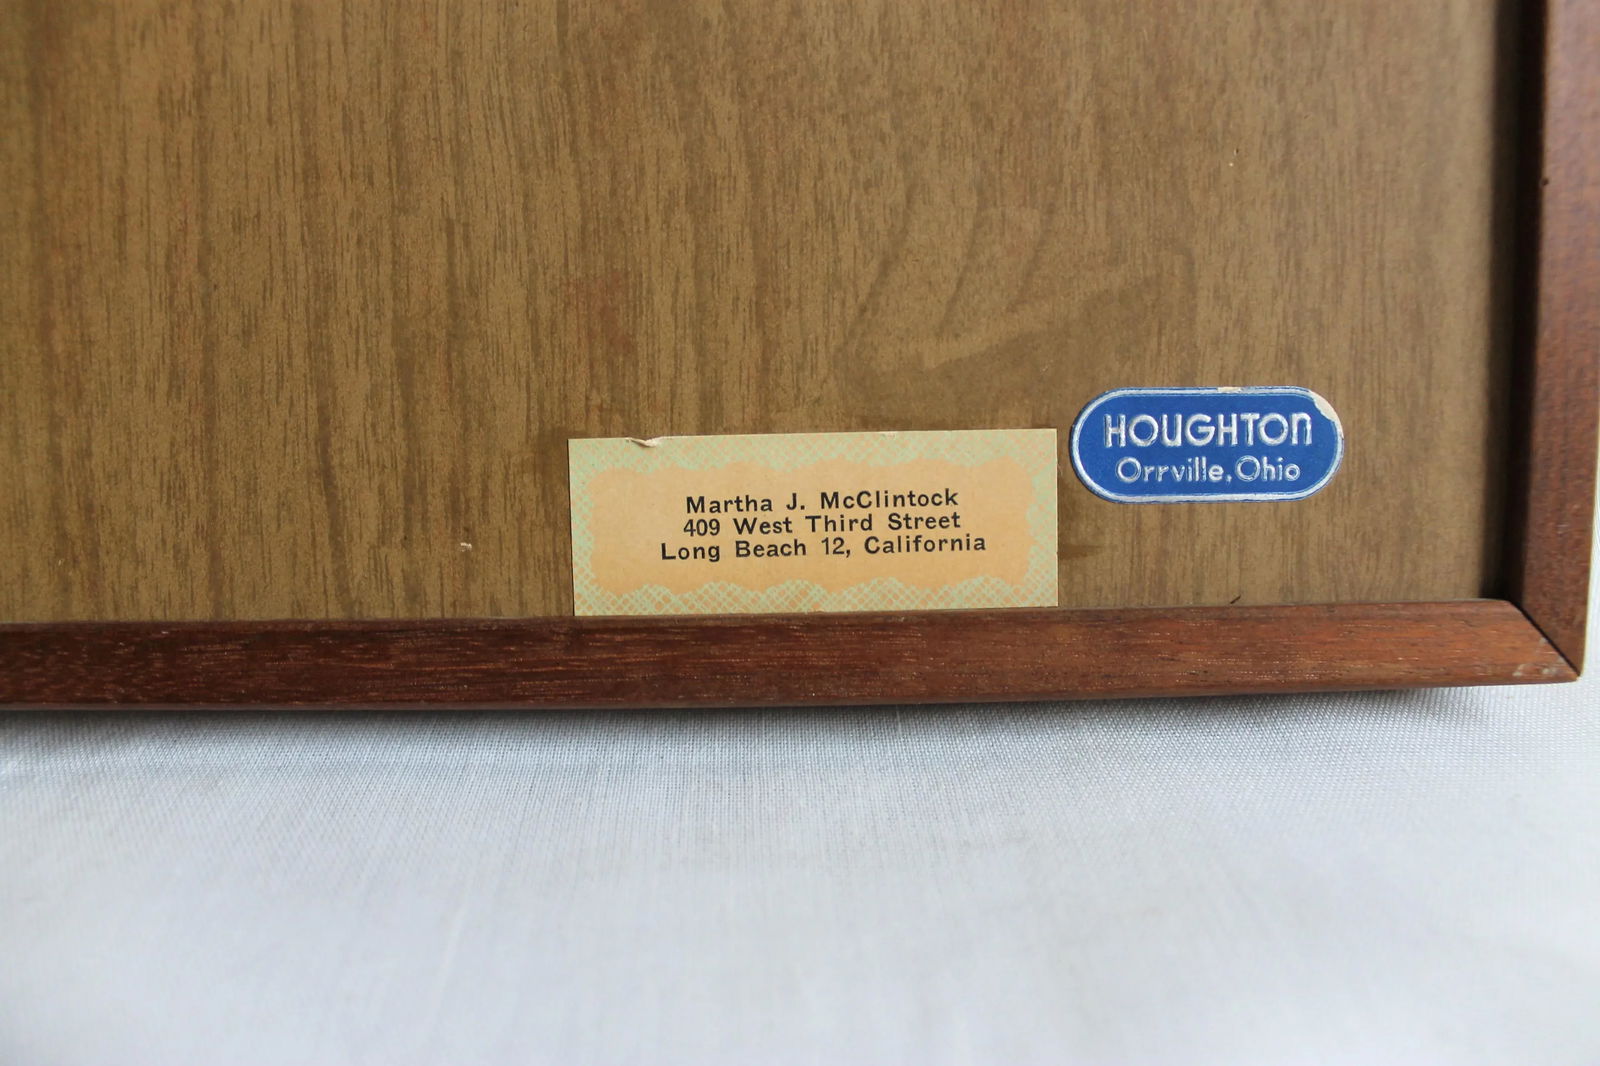 Martha J. McClintock
409 West Third Street
Long Beach 12, California
HOUGHTON
Orrville, Ohio